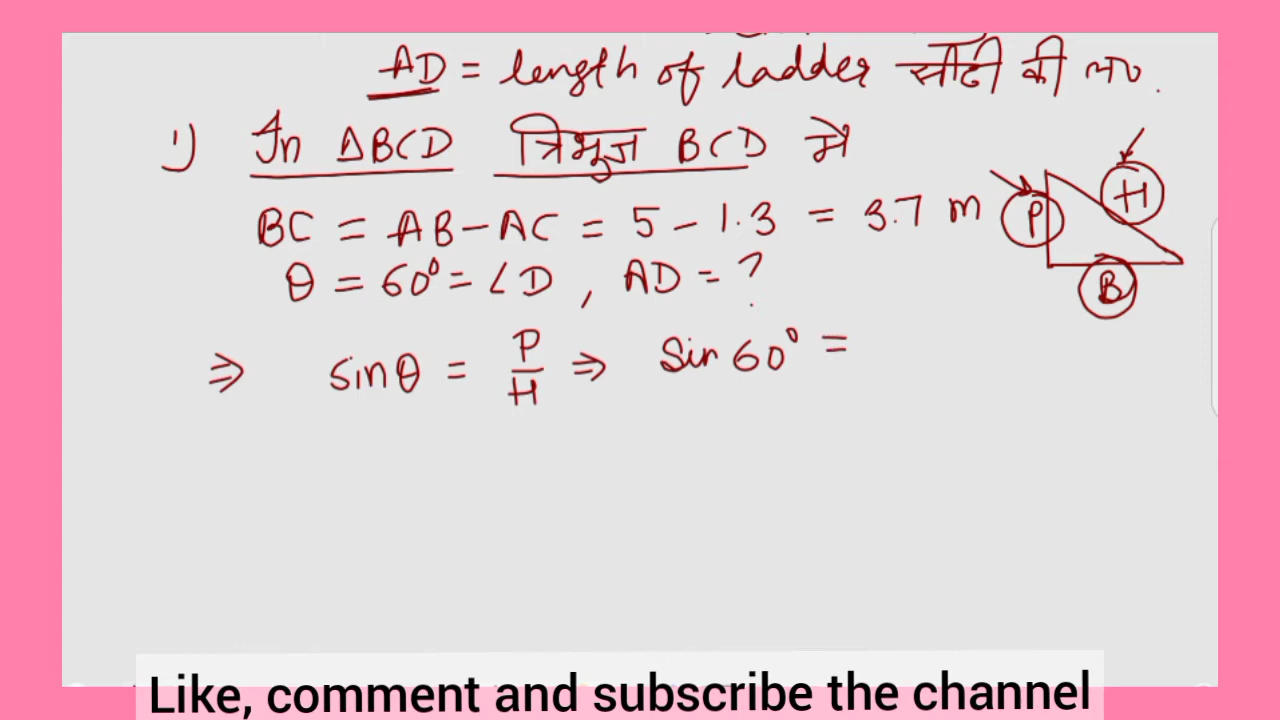 AD = length of ladder सीढ़ी की ल०.
1) In ΔBCD त्रिभुज BCD में
BC = AB - AC = 5 - 1.3 = 3.7 m
θ = 60° = ∠D, AD = ?
⇒ sinθ = P/H ⇒ Sin 60° =
P
H
B
Like, comment and subscribe the channel